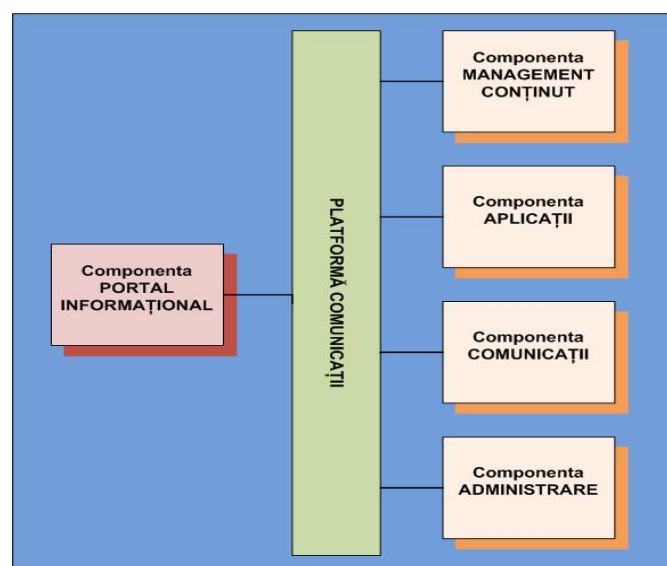 Componenta
MANAGEMENT
CONȚINUT
Componenta
APLICAȚII
PLATFORMĂ COMUNICAȚII
Componenta
PORTAL
INFORMAȚIONAL
Componenta
COMUNICAȚII
Componenta
ADMINISTRARE